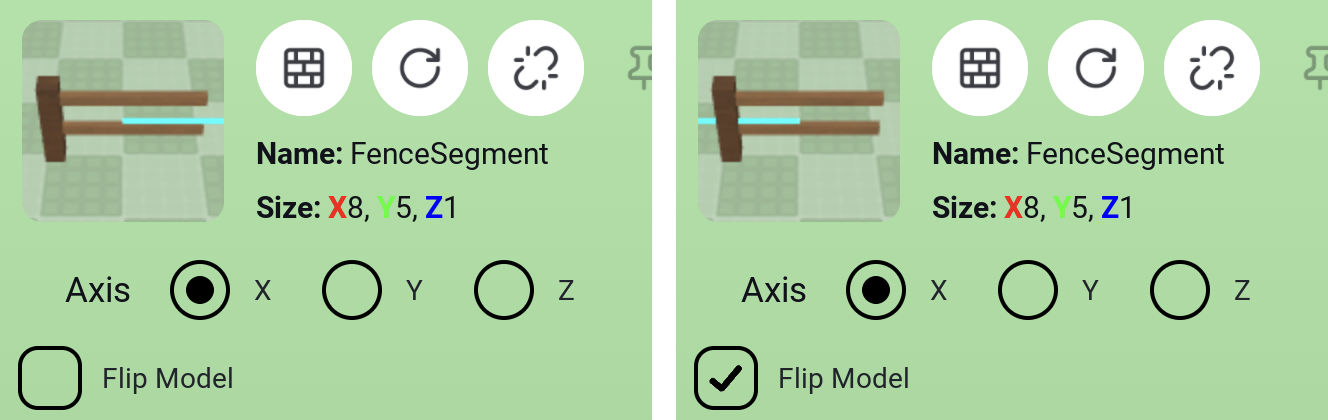 Name: FenceSegment
Size: X8, Y5, Z1
Axis X Y Z
Flip Model
Name: FenceSegment
Size: X8, Y5, Z1
Axis X Y Z
Flip Model